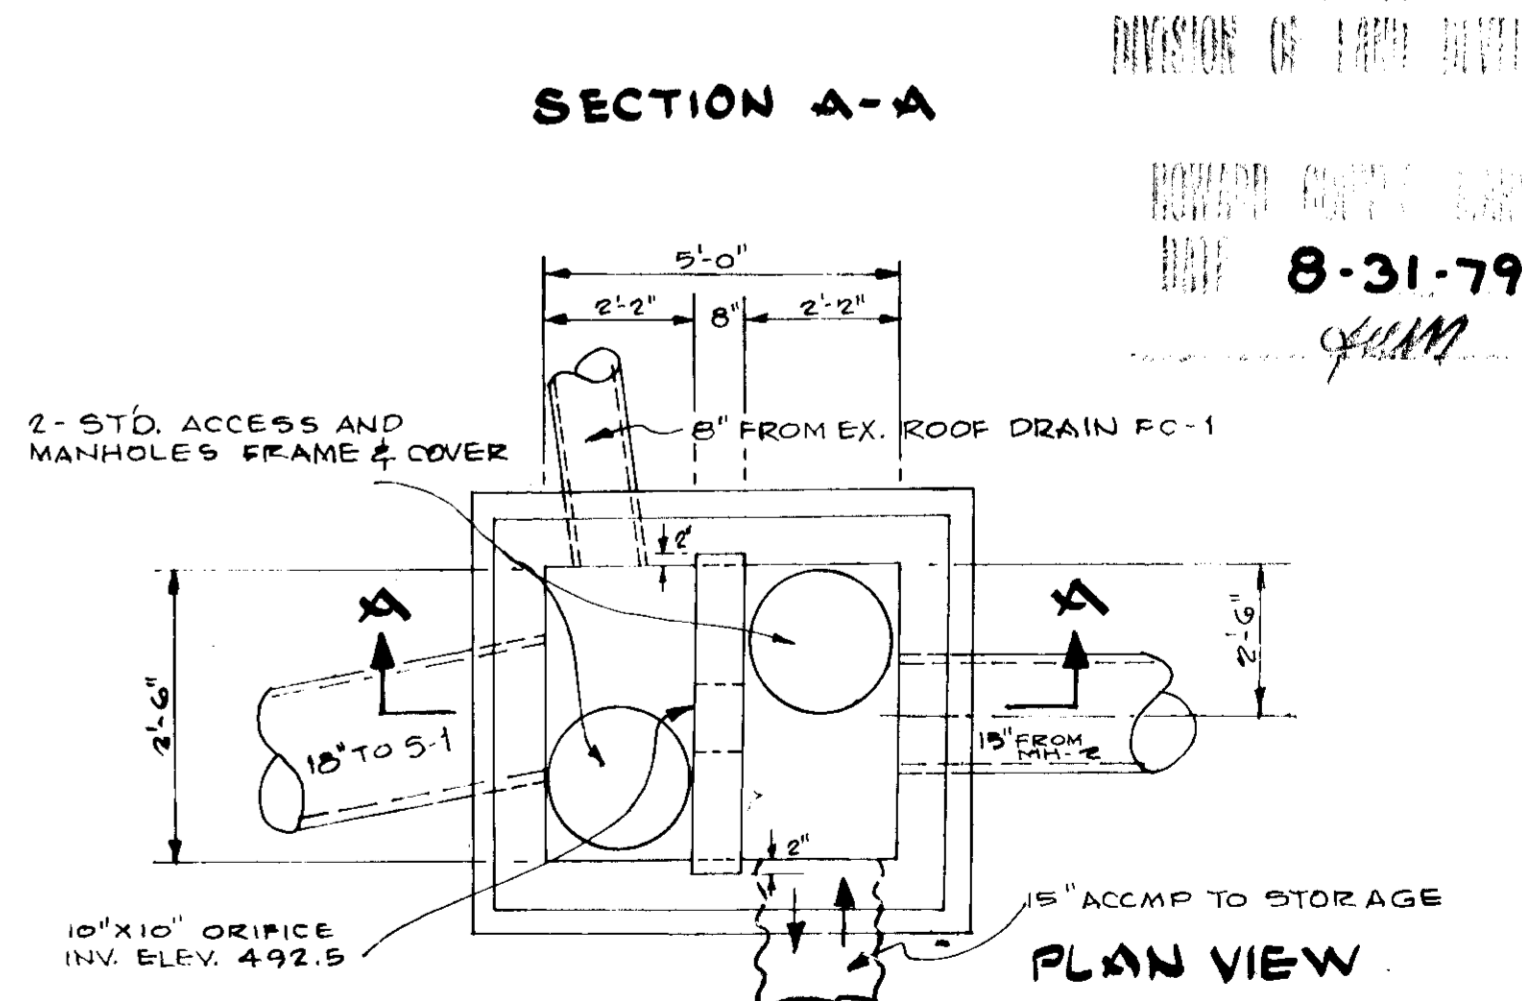 DIVISION OF LAND
SECTION A-A
HOWARD
DATE 8-31-79
5'-0"
2'-2" 8" 2'-2"
2- STD. ACCESS AND
MANHOLES FRAME & COVER
8" FROM EX. ROOF DRAIN FC-1
2"
A A
2'-6"
2'-6"
18" TO S-1
15" FROM
MH-2
2"
15" ACCMP TO STORAGE
10"X10" ORIFICE
INV. ELEV. 492.5
PLAN VIEW